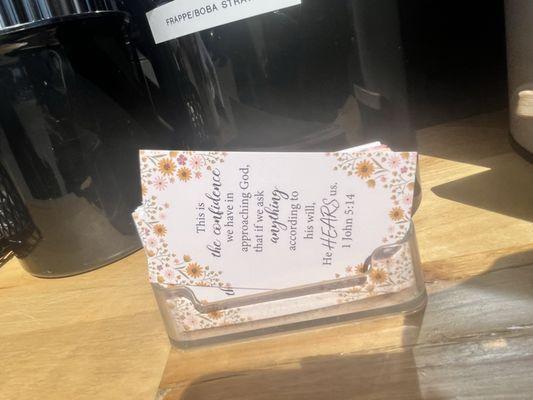 FRAPPE/BOBA STRA
This is
the confidence
we have in
approaching God,
that if we ask
anything
according to
his will,
He HEARS us.
1 John 5:14